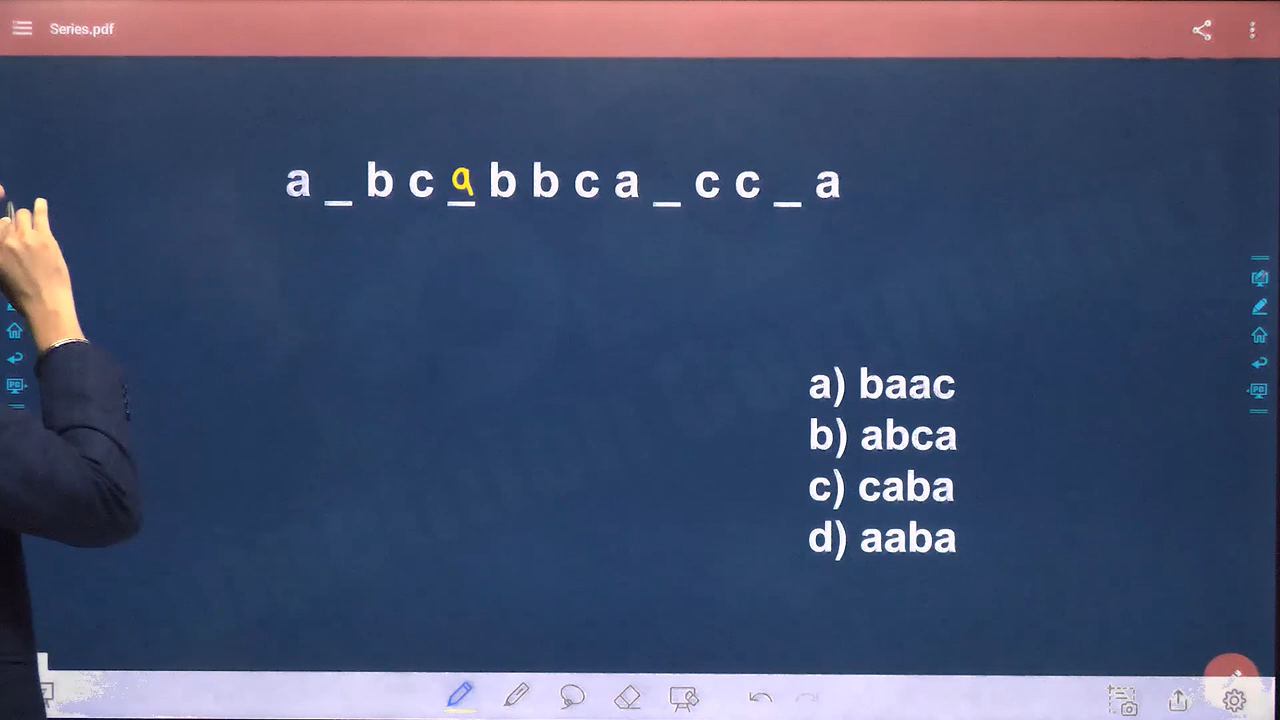 Series.pdf
a _ b c a b b c a _ c c _ a
a) baac
b) abca
c) caba
d) aaba